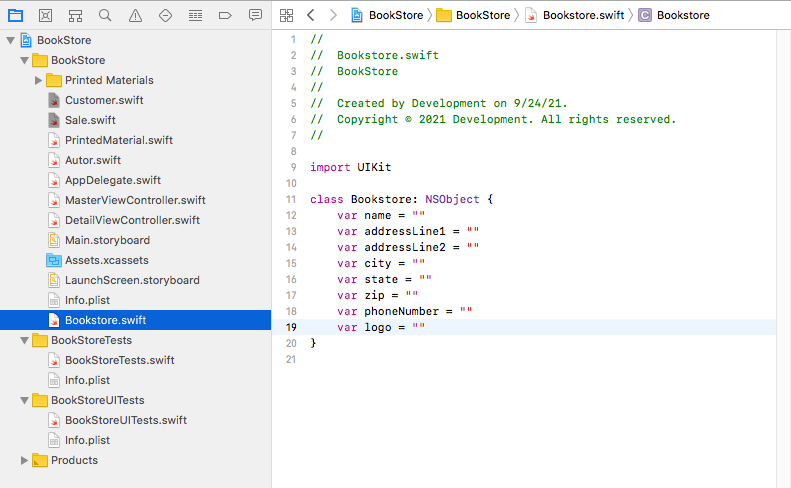 BookStore
BookStore
Printed Materials
Customer.swift
Sale.swift
PrintedMaterial.swift
Autor.swift
AppDelegate.swift
MasterViewController.swift
DetailViewController.swift
Main.storyboard
Assets.xcassets
LaunchScreen.storyboard
Info.plist
Bookstore.swift
BookStoreTests
BookStoreTests.swift
Info.plist
BookStoreUITests
BookStoreUITests.swift
Info.plist
Products
BookStore BookStore Bookstore.swift C Bookstore
1 //
2 //  Bookstore.swift
3 //  BookStore
4 //
5 //  Created by Development on 9/24/21.
6 //  Copyright © 2021 Development. All rights reserved.
7 //
8
9 import UIKit
10
11 class Bookstore: NSObject {
12     var name = ""
13     var addressLine1 = ""
14     var addressLine2 = ""
15     var city = ""
16     var state = ""
17     var zip = ""
18     var phoneNumber = ""
19     var logo = ""
20 }
21